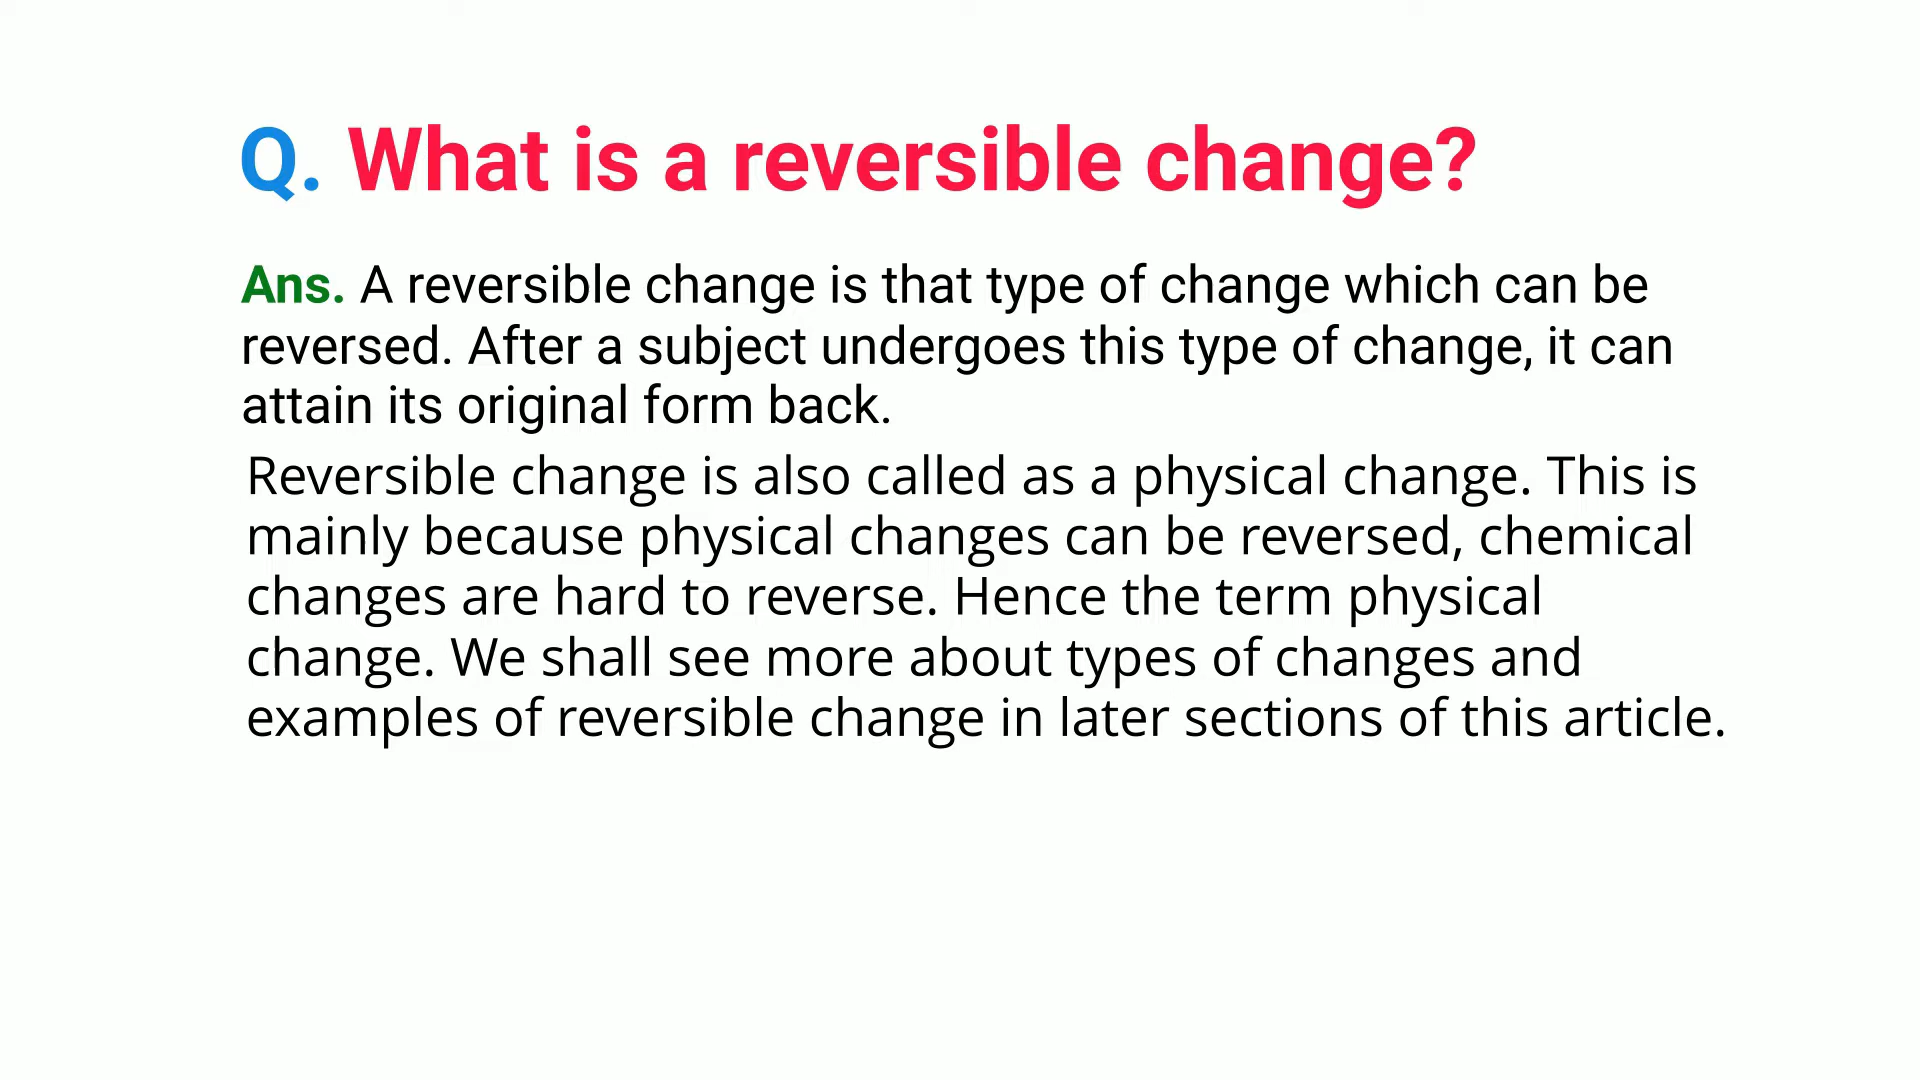 Q. What is a reversible change?
Ans. A reversible change is that type of change which can be
reversed. After a subject undergoes this type of change, it can
attain its original form back.
Reversible change is also called as a physical change. This is
mainly because physical changes can be reversed, chemical
changes are hard to reverse. Hence the term physical
change. We shall see more about types of changes and
examples of reversible change in later sections of this article.